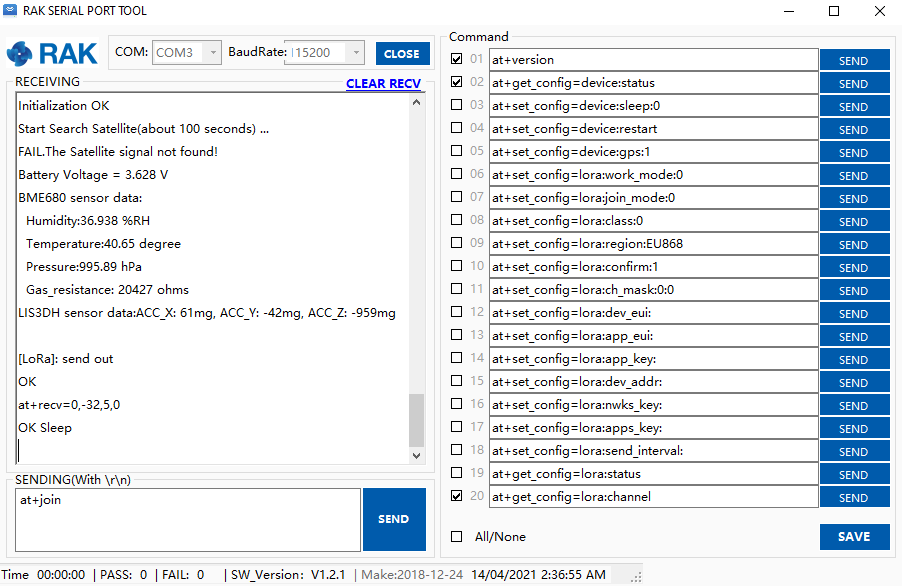 RAK SERIAL PORT TOOL
RAK
COM: COM3 BaudRate: 115200 CLOSE
RECEIVING
CLEAR RECV
Initialization OK
Start Search Satellite(about 100 seconds) ...
FAIL.The Satellite signal not found!
Battery Voltage = 3.628 V
BME680 sensor data:
Humidity:36.938 %RH
Temperature:40.65 degree
Pressure:995.89 hPa
Gas_resistance: 20427 ohms
LIS3DH sensor data:ACC_X: 61mg, ACC_Y: -42mg, ACC_Z: -959mg
[LoRa]: send out
OK
at+recv=0,-32,5,0
OK Sleep
SENDING(With \r\n)
at+join
SEND
Command
01 at+version SEND
02 at+get_config=device:status SEND
03 at+set_config=device:sleep:0 SEND
04 at+set_config=device:restart SEND
05 at+set_config=device:gps:1 SEND
06 at+set_config=lora:work_mode:0 SEND
07 at+set_config=lora:join_mode:0 SEND
08 at+set_config=lora:class:0 SEND
09 at+set_config=lora:region:EU868 SEND
10 at+set_config=lora:confirm:1 SEND
11 at+set_config=lora:ch_mask:0:0 SEND
12 at+set_config=lora:dev_eui: SEND
13 at+set_config=lora:app_eui: SEND
14 at+set_config=lora:app_key: SEND
15 at+set_config=lora:dev_addr: SEND
16 at+set_config=lora:nwks_key: SEND
17 at+set_config=lora:apps_key: SEND
18 at+set_config=lora:send_interval: SEND
19 at+get_config=lora:status SEND
20 at+get_config=lora:channel SEND
All/None SAVE
Time 00:00:00 | PASS: 0 | FAIL: 0 | SW_Version: V1.2.1 | Make:2018-12-24 14/04/2021 2:36:55 AM